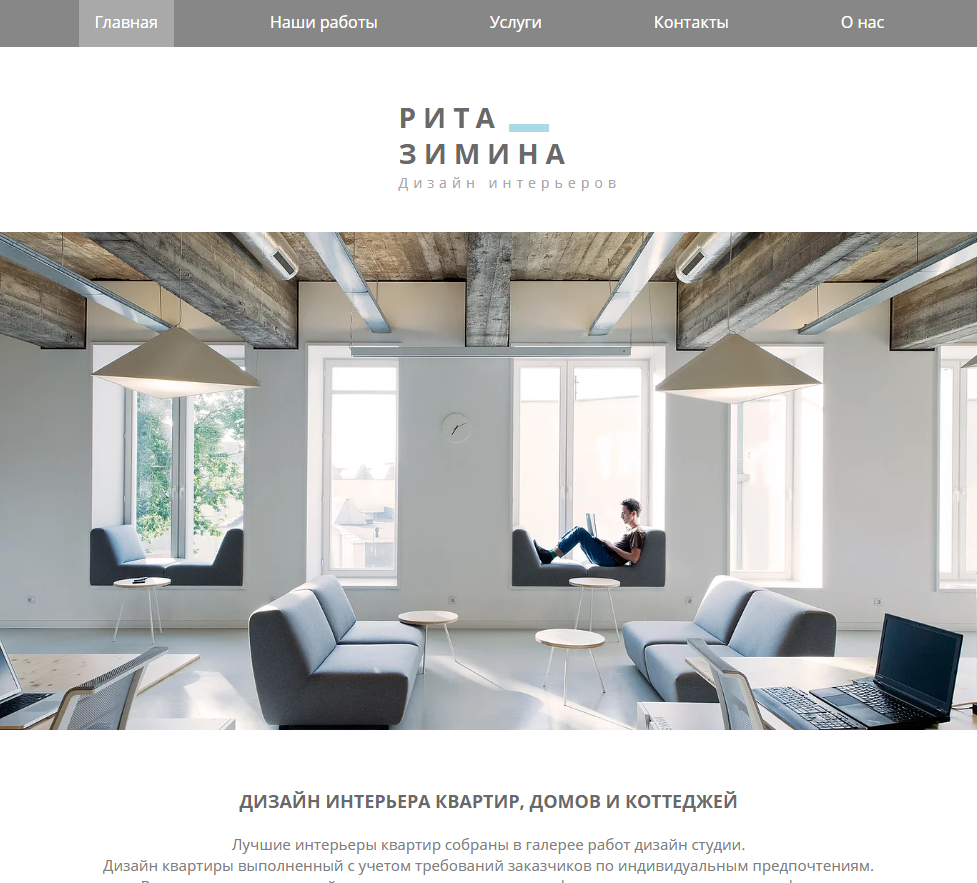 Главная Наши работы Услуги Контакты О нас
РИТА
ЗИМИНА
Дизайн интерьеров
ДИЗАЙН ИНТЕРЬЕРА КВАРТИР, ДОМОВ И КОТТЕДЖЕЙ
Лучшие интерьеры квартир собраны в галерее работ дизайн студии.
Дизайн квартиры выполненный с учетом требований заказчиков по индивидуальным предпочтениям.